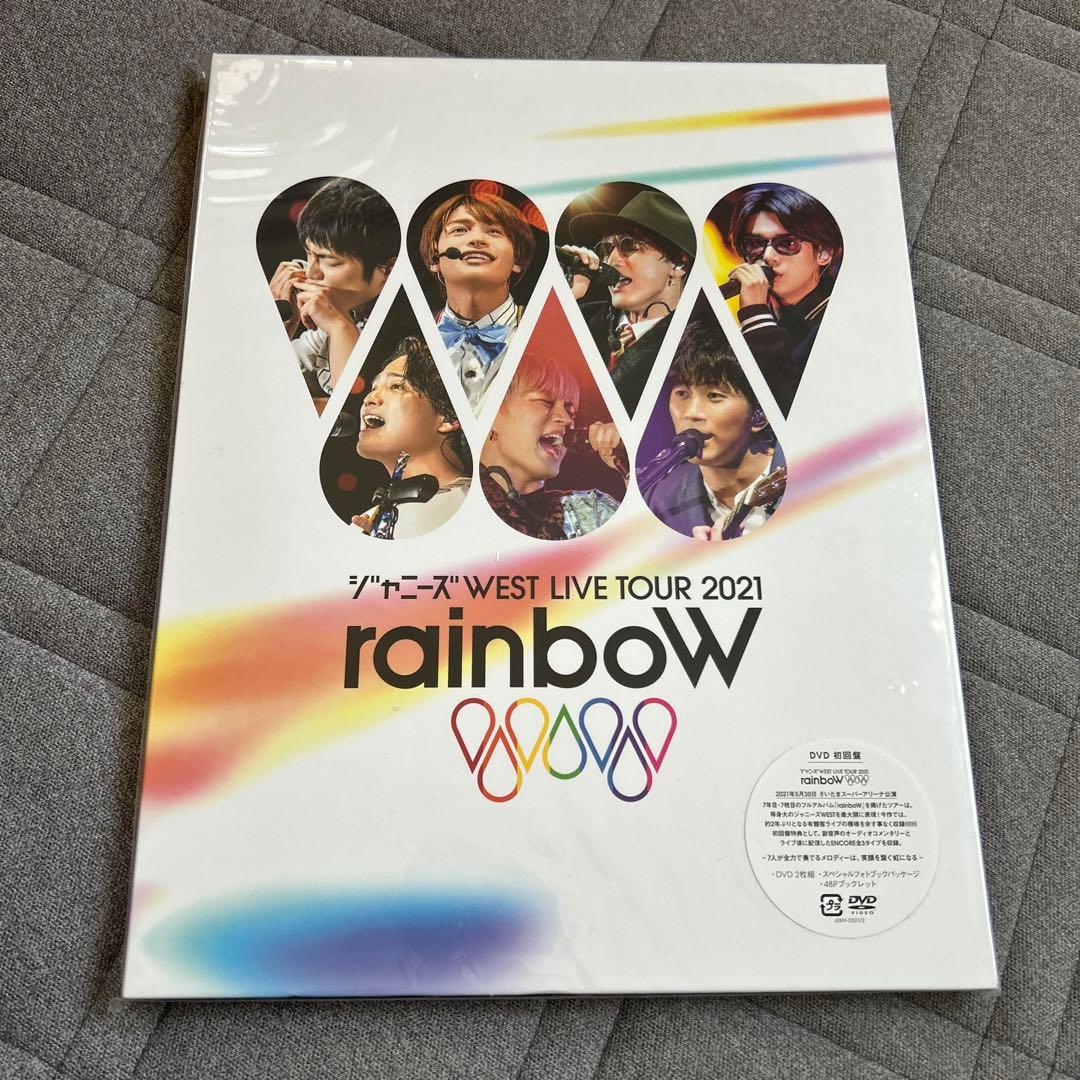 ジャニーズWEST LIVE TOUR 2021
rainboW
DVD 初回盤
ジャニーズWEST LIVE TOUR 2021
rainboW
2021年5月30日 さいたまスーパーアリーナ公演
7年目・7枚目のフルアルバム「rainboW」を掲げたツアーは、
等身大のジャニーズWESTを最大限に表現！今作では、
約2年ぶりとなる有観客ライブの模様を余す事なく収録!!!!!!!
初回盤特典として、副音声のオーディオコメンタリーと
ライブ後に配信したENCORE全3タイプを収録。
~7人が全力で奏でるメロディーは、笑顔を繋ぐ虹になる~
・DVD 2枚組 ・スペシャルフォトブックパッケージ
・48Pブックレット
プラ
DVD
VIDEO
JEBN-0321/2